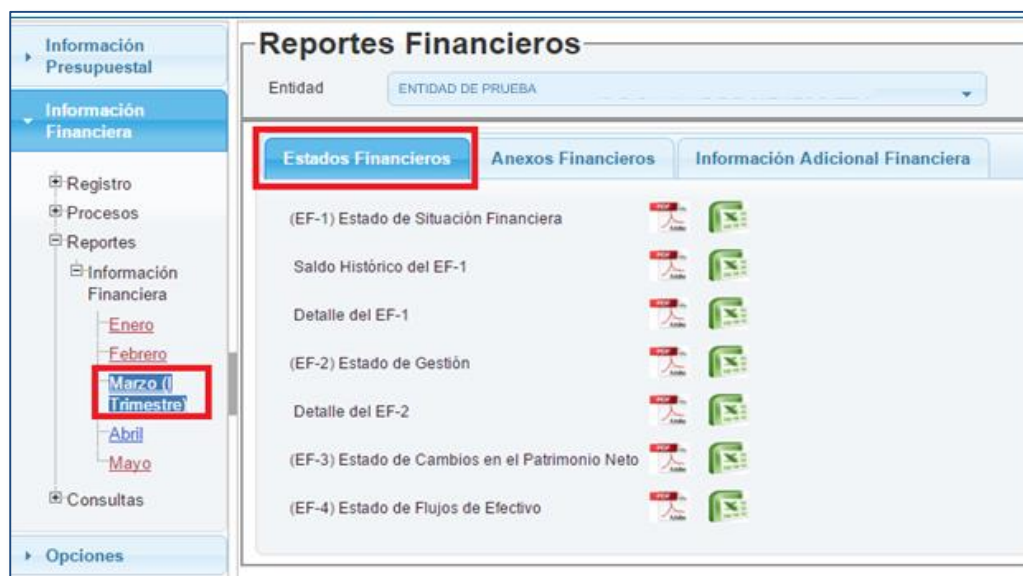 Información
Presupuestal
Información
Financiera
Registro
Procesos
Reportes
Información
Financiera
Enero
Febrero
Marzo (I
Trimestre)
Abril
Mayo
Consultas
Opciones
Reportes Financieros
Entidad
ENTIDAD DE PRUEBA
Estados Financieros
Anexos Financieros
Información Adicional Financiera
(EF-1) Estado de Situación Financiera
Saldo Histórico del EF-1
Detalle del EF-1
(EF-2) Estado de Gestión
Detalle del EF-2
(EF-3) Estado de Cambios en el Patrimonio Neto
(EF-4) Estado de Flujos de Efectivo